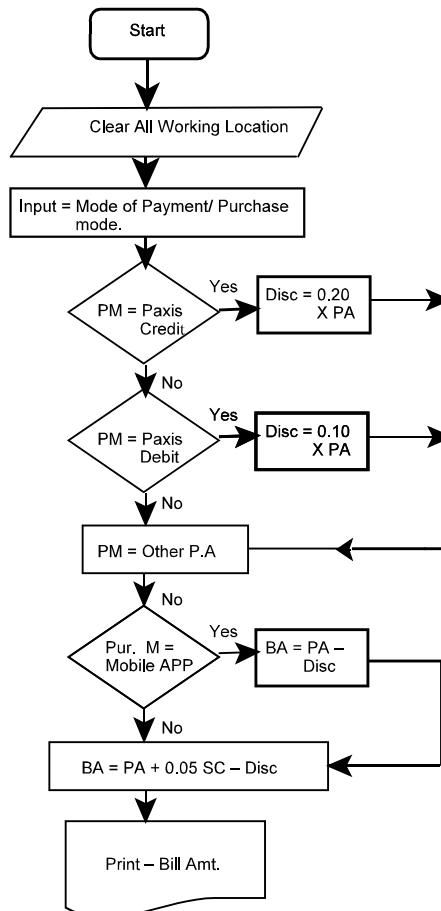 Start
Clear All Working Location
Input = Mode of Payment/ Purchase
mode.
PM = Paxis
Credit
Yes
Disc = 0.20
X PA
No
PM = Paxis
Debit
Yes
Disc = 0.10
X PA
No
PM = Other P.A
No
Pur. M =
Mobile APP
Yes
BA = PA –
Disc
No
BA = PA + 0.05 SC – Disc
Print – Bill Amt.